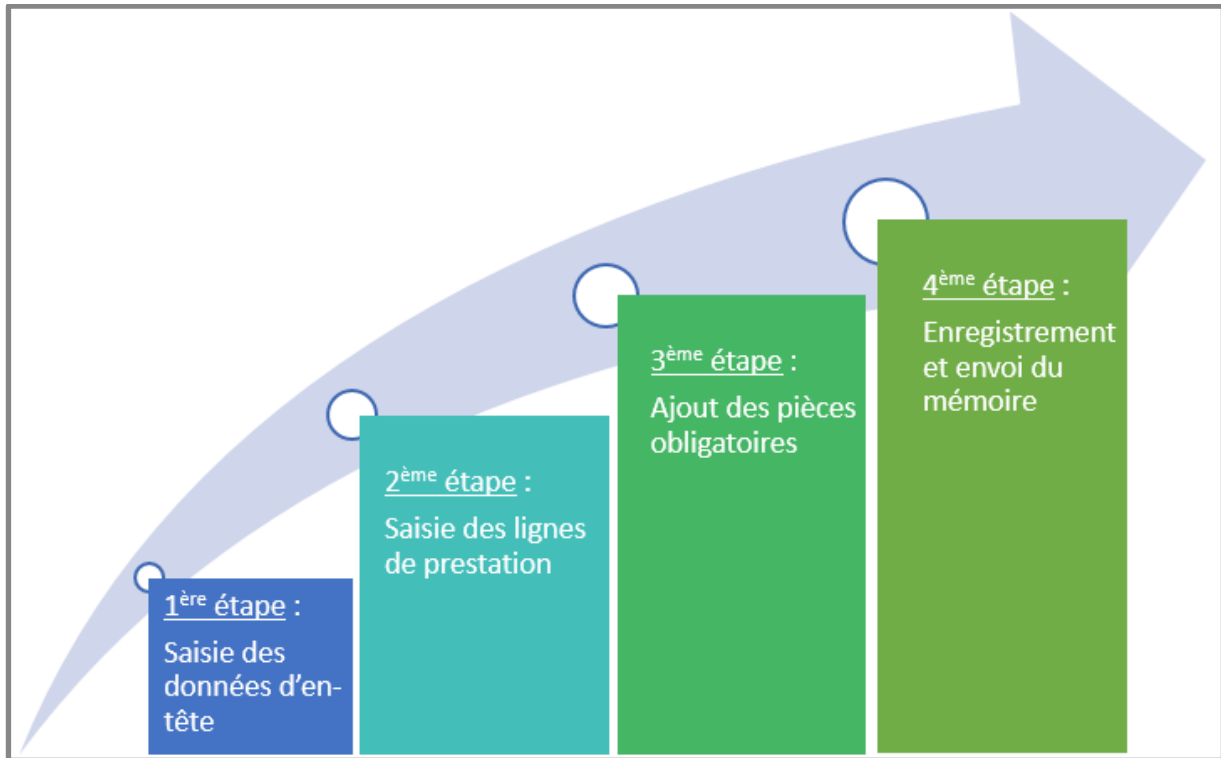 1ère étape :
Saisie des
données d'en-
tête
2ème étape :
Saisie des lignes
de prestation
3ème étape :
Ajout des pièces
obligatoires
4ème étape :
Enregistrement
et envoi du
mémoire